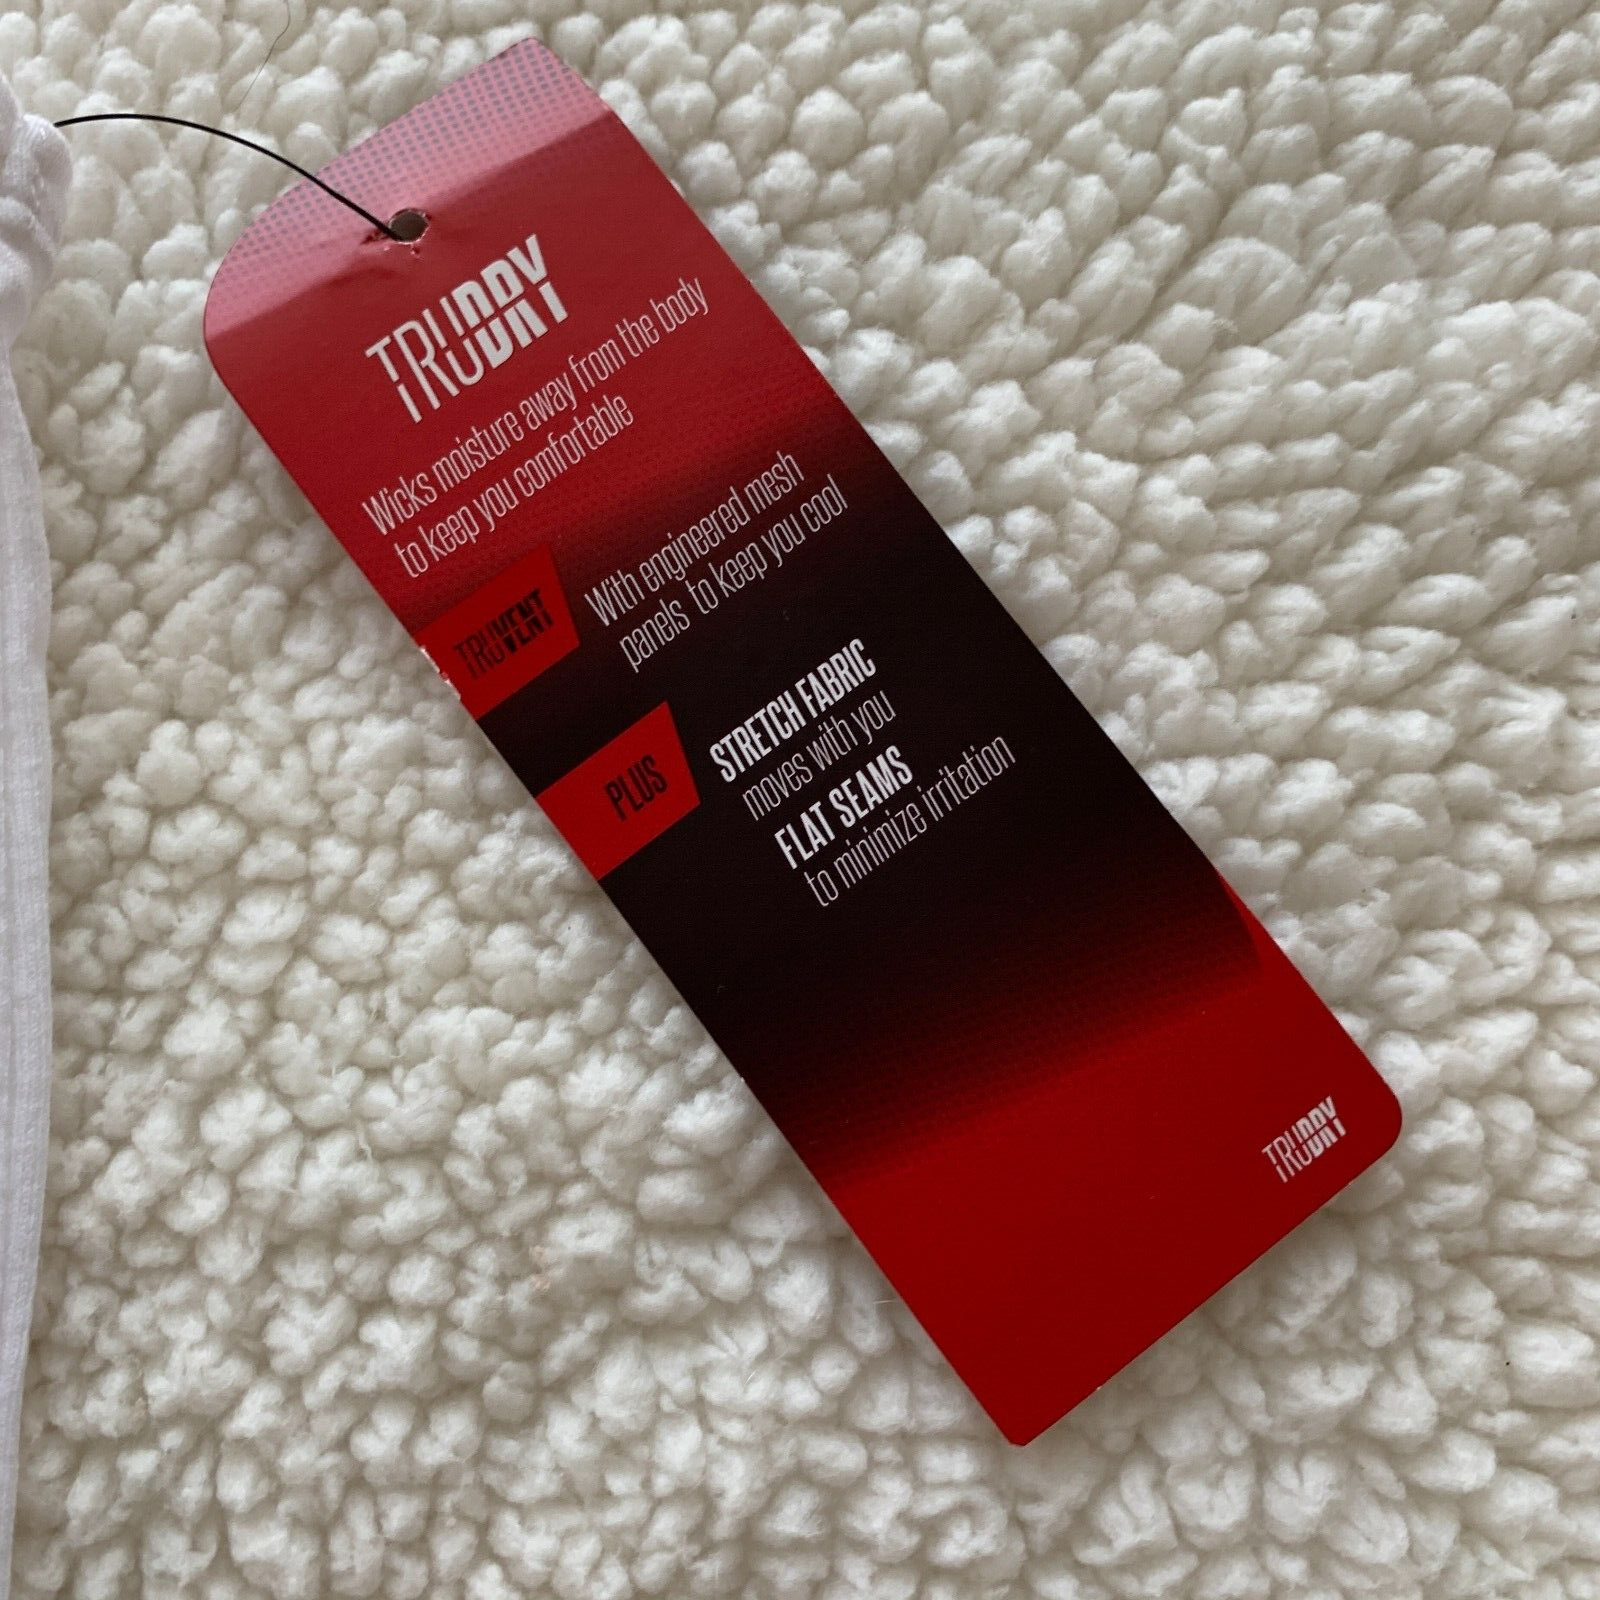 TRUDRY
Wicks moisture away from the body
to keep you comfortable
TRUVENT
With engineered mesh
panels to keep you cool
PLUS
STRETCH FABRIC
moves with you
FLAT SEAMS
to minimize irritation
TRUDRY